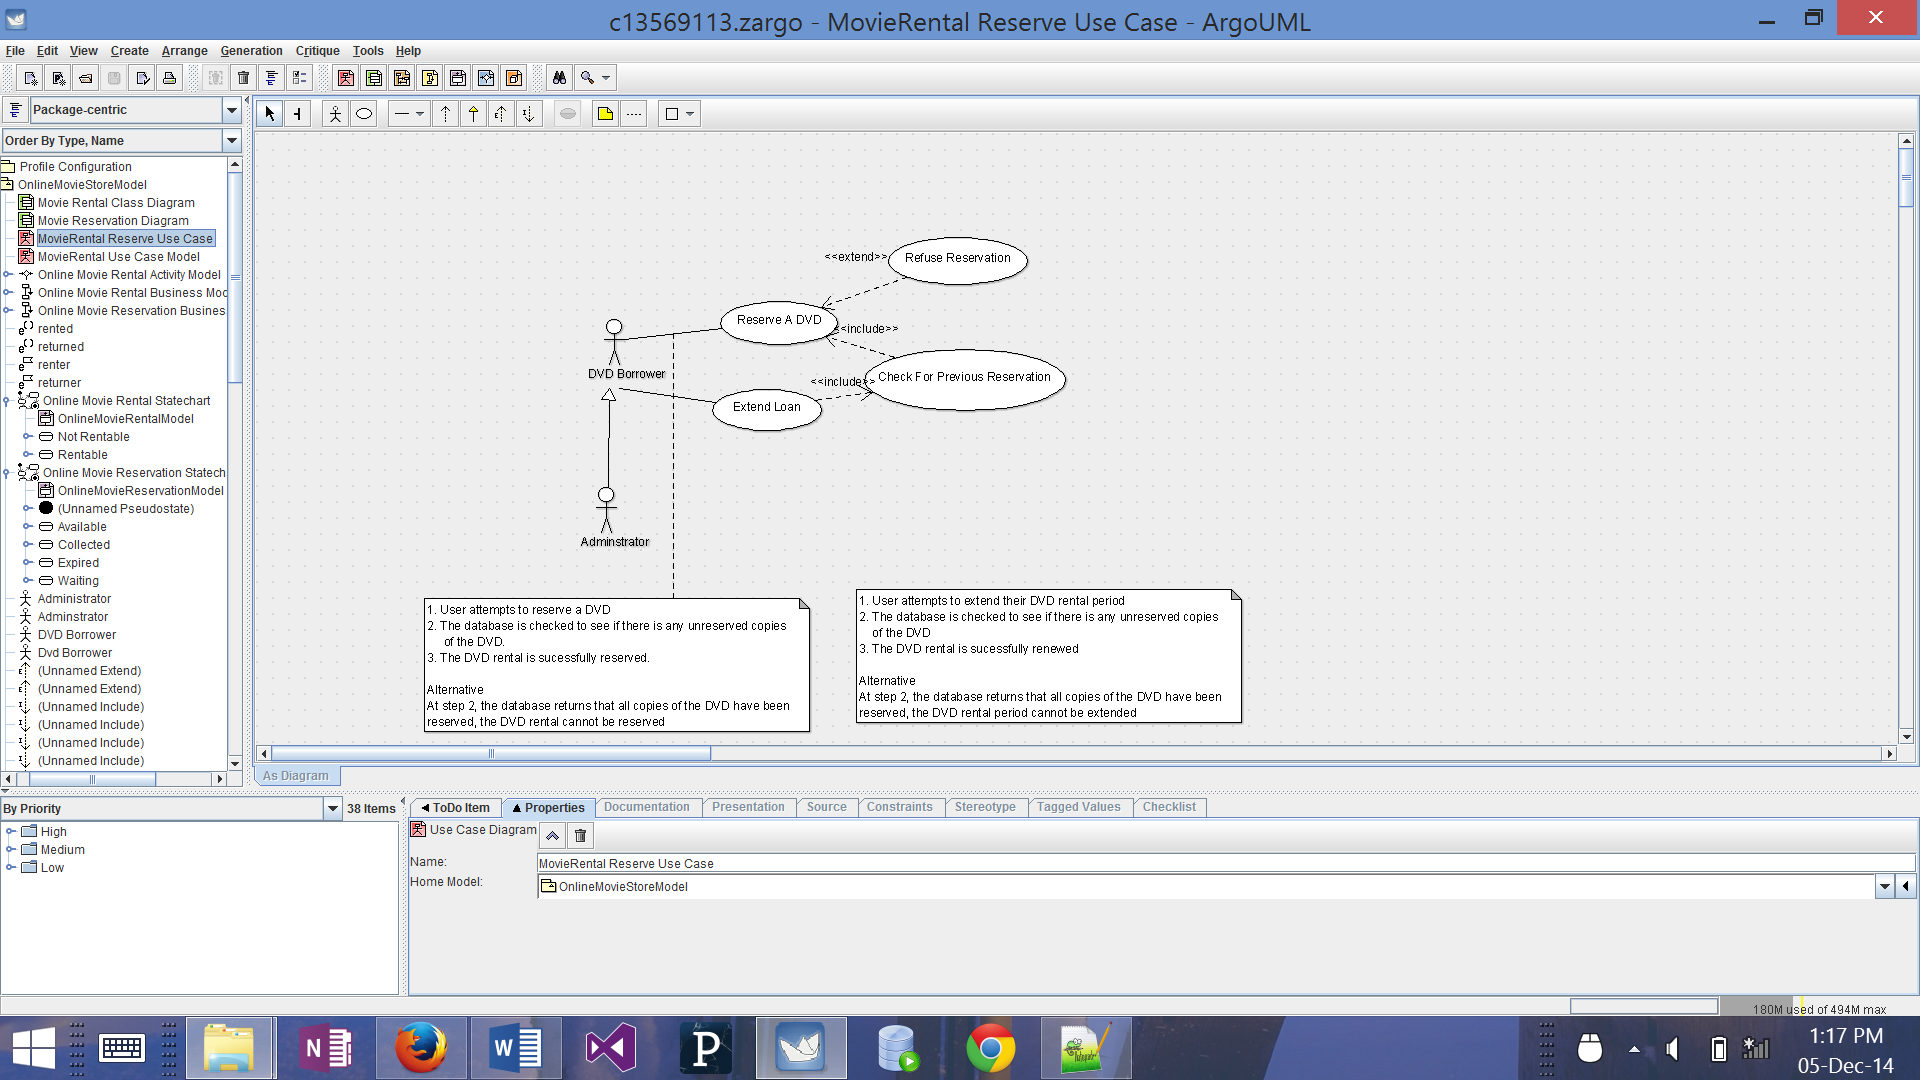 c13569113.zargo - MovieRental Reserve Use Case - ArgoUML
File Edit View Create Arrange Generation Critique Tools Help
Package-centric
Order By Type, Name
Profile Configuration
OnlineMovieStoreModel
Movie Rental Class Diagram
Movie Reservation Diagram
MovieRental Reserve Use Case
MovieRental Use Case Model
Online Movie Rental Activity Model
Online Movie Rental Business Mod
Online Movie Reservation Busines
rented
returned
renter
returner
Online Movie Rental Statechart
OnlineMovieRentalModel
Not Rentable
Rentable
Online Movie Reservation Statech
OnlineMovieReservationModel
(Unnamed Pseudostate)
Available
Collected
Expired
Waiting
Administrator
Adminstrator
DVD Borrower
Dvd Borrower
(Unnamed Extend)
(Unnamed Extend)
(Unnamed Include)
(Unnamed Include)
(Unnamed Include)
(Unnamed Include)
<<extend>>
Refuse Reservation
Reserve A DVD
<<include>>
DVD Borrower
<<include>>
Check For Previous Reservation
Extend Loan
Adminstrator
1. User attempts to reserve a DVD
2. The database is checked to see if there is any unreserved copies
of the DVD.
3. The DVD rental is sucessfully reserved.
Alternative
At step 2, the database returns that all copies of the DVD have been
reserved, the DVD rental cannot be reserved
1. User attempts to extend their DVD rental period
2. The database is checked to see if there is any unreserved copies
of the DVD
3. The DVD rental is sucessfully renewed
Alternative
At step 2, the database returns that all copies of the DVD have been
reserved, the DVD rental period cannot be extended
As Diagram
By Priority
38 Items
High
Medium
Low
ToDo Item Properties Documentation Presentation Source Constraints Stereotype Tagged Values Checklist
Use Case Diagram
Name:
MovieRental Reserve Use Case
Home Model:
OnlineMovieStoreModel
180M used of 494M max
1:17 PM
05-Dec-14